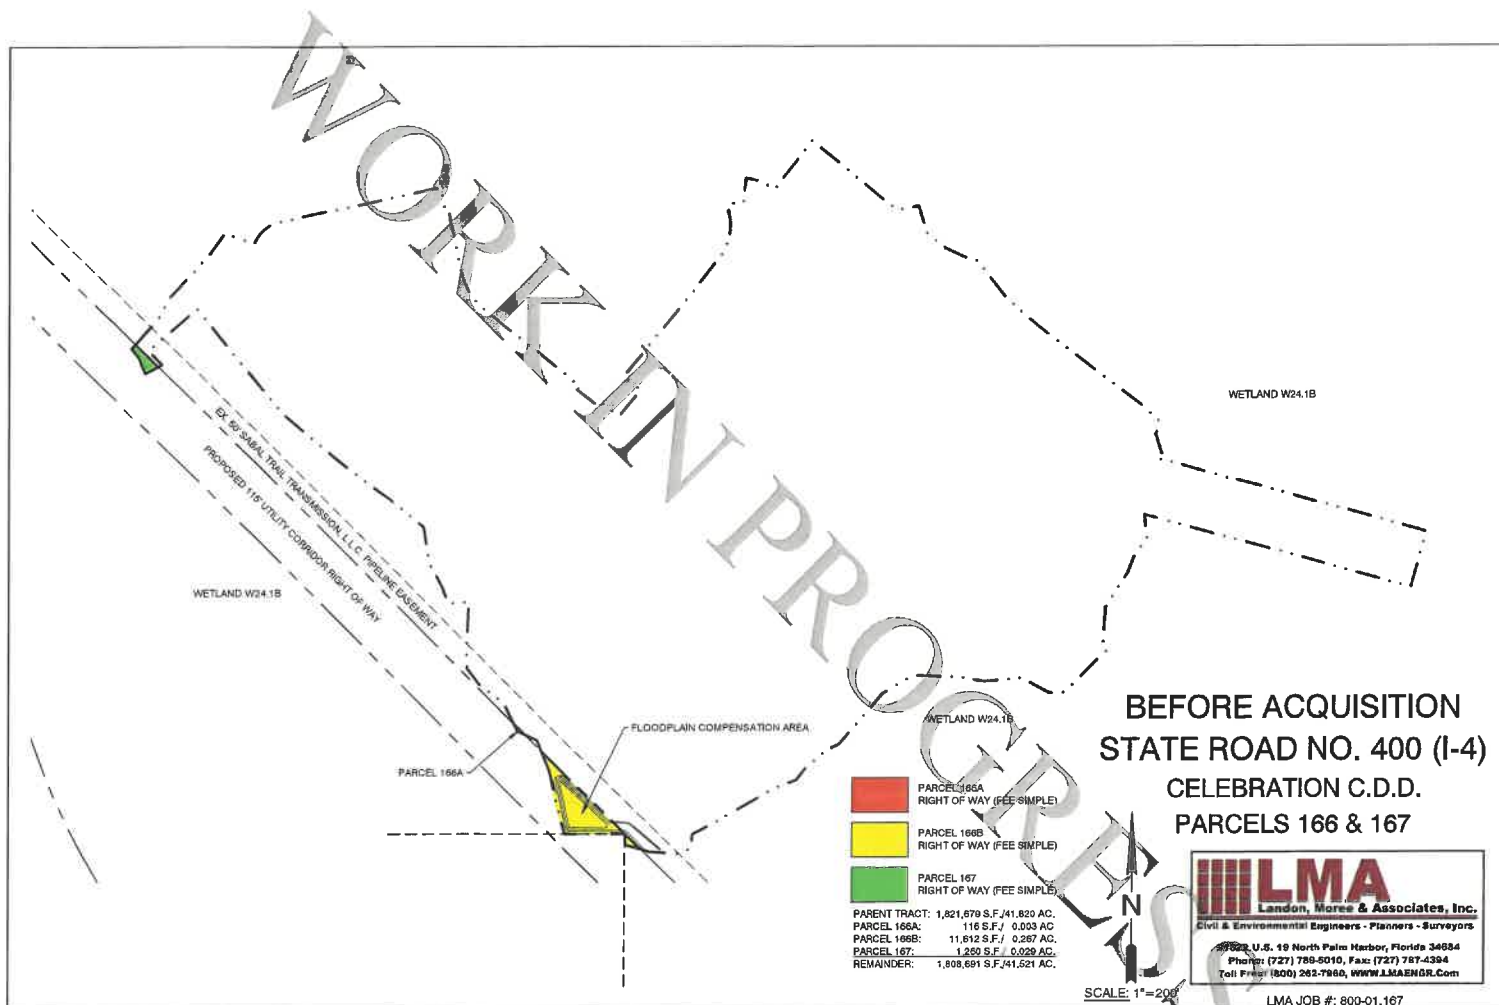 WORK IN PROGRESS
WETLAND W24.1B
EX. 50' SABAL TRAIL TRANSMISSION, L.L.C. PIPELINE EASEMENT
PROPOSED 115' UTILITY CORRIDOR RIGHT OF WAY
WETLAND W24.1B
WETLAND W24.1B
FLOODPLAIN COMPENSATION AREA
PARCEL 166A
BEFORE ACQUISITION
STATE ROAD NO. 400 (I-4)
CELEBRATION C.D.D.
PARCELS 166 & 167
PARCEL 166A
RIGHT OF WAY (FEE SIMPLE)
PARCEL 166B
RIGHT OF WAY (FEE SIMPLE)
PARCEL 167
RIGHT OF WAY (FEE SIMPLE)
PARENT TRACT: 1,821,679 S.F./41.820 AC.
PARCEL 166A: 116 S.F./ 0.003 AC
PARCEL 166B: 11,612 S.F./ 0.267 AC.
PARCEL 167: 1,260 S.F./ 0.029 AC.
REMAINDER: 1,808,691 S.F./41.521 AC.
N
SCALE: 1"=200'
LMA
Landon, Moree & Associates, Inc.
Civil & Environmental Engineers - Planners - Surveyors
U.S. 19 North Palm Harbor, Florida 34684
Phone: (727) 789-5010, Fax: (727) 787-4394
Toll Free: (800) 262-7960, WWW.LMAENGR.Com
LMA JOB #: 800-01.167